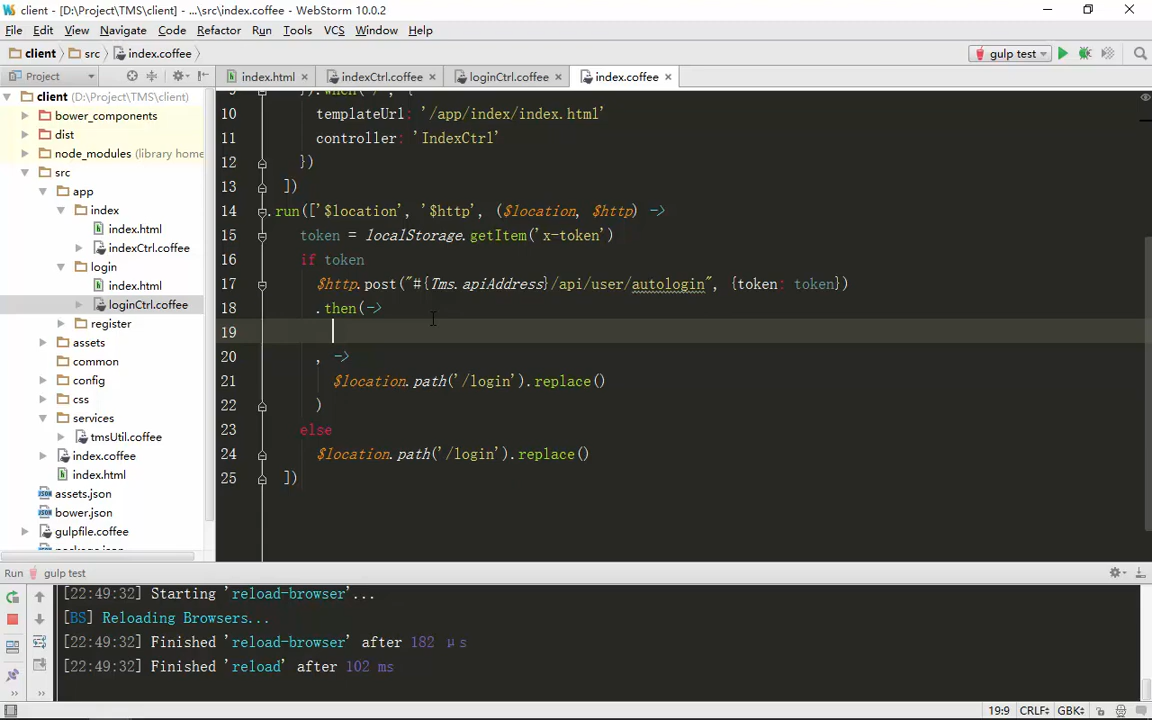 client - [D:\Project\TMS\client] - ...\src\index.coffee - WebStorm 10.0.2
File Edit View Navigate Code Refactor Run Tools VCS Window Help
client src index.coffee gulp test
Project index.html indexCtrl.coffee loginCtrl.coffee index.coffee
client (D:\Project\TMS\client)
bower_components
dist
node_modules (library home
src
app
index
index.html
indexCtrl.coffee
login
index.html
loginCtrl.coffee
register
assets
common
config
css
services
tmsUtil.coffee
index.coffee
index.html
assets.json
bower.json
gulpfile.coffee
package.json
9 }).when('/', {
10 templateUrl: '/app/index/index.html'
11 controller: 'IndexCtrl'
12 })
13 ])
14 .run(['$location', '$http', ($location, $http) ->
15 token = localStorage.getItem('x-token')
16 if token
17 $http.post("#{Tms.apiAddress}/api/user/autologin", {token: token})
18 .then(->
19
20 , ->
21 $location.path('/login').replace()
22 )
23 else
24 $location.path('/login').replace()
25 ])
Run gulp test
[22:49:32] Starting 'reload-browser'...
[BS] Reloading Browsers...
[22:49:32] Finished 'reload-browser' after 182 μs
[22:49:32] Finished 'reload' after 102 ms
19:9 CRLF GBK